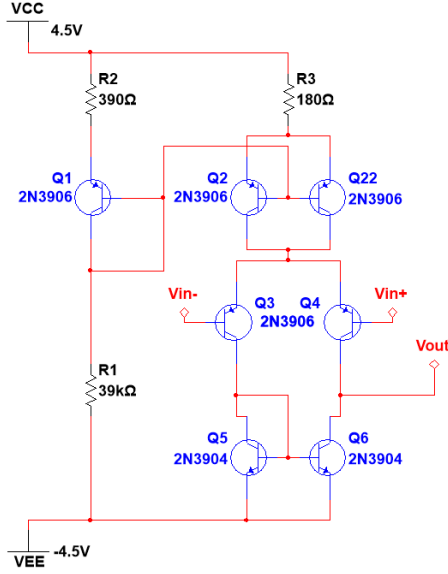 VCC
4.5V
R2
390Ω
R3
180Ω
Q1
2N3906
Q2
2N3906
Q22
2N3906
Vin-
Q3
2N3906
Q4
Vin+
Vout
R1
39kΩ
Q5
2N3904
Q6
2N3904
-4.5V
VEE